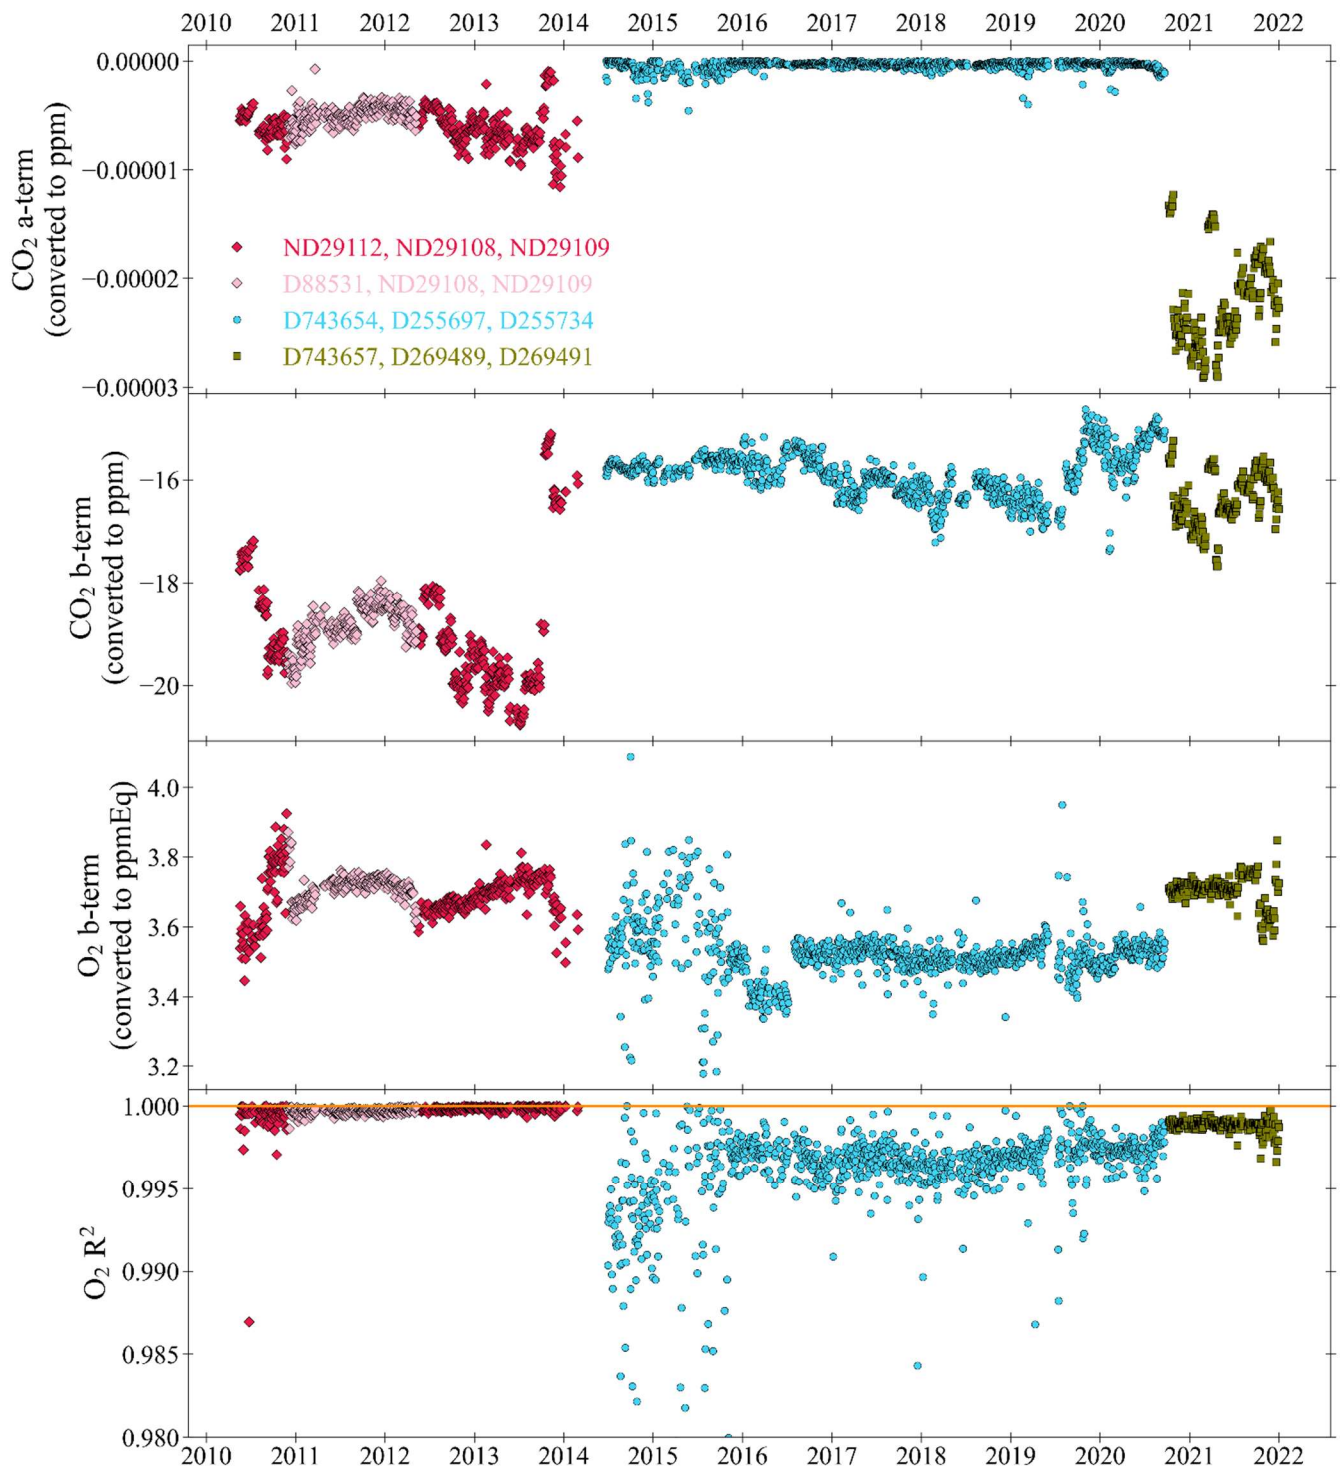 2010 2011 2012 2013 2014 2015 2016 2017 2018 2019 2020 2021 2022
CO₂ a-term
(converted to ppm)
0.00000
−0.00001
−0.00002
−0.00003
ND29112, ND29108, ND29109
D88531, ND29108, ND29109
D743654, D255697, D255734
D743657, D269489, D269491
CO₂ b-term
(converted to ppm)
−16
−18
−20
O₂ b-term
(converted to ppmEq)
4.0
3.8
3.6
3.4
3.2
O₂ R²
1.000
0.995
0.990
0.985
0.980
2010 2011 2012 2013 2014 2015 2016 2017 2018 2019 2020 2021 2022